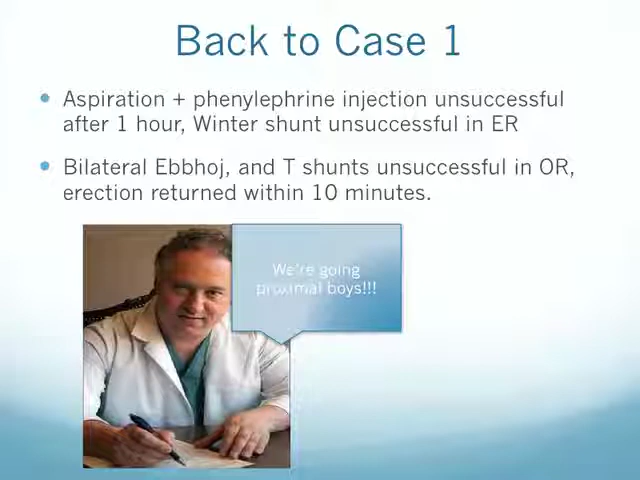 Back to Case 1
Aspiration + phenylephrine injection unsuccessful
after 1 hour, Winter shunt unsuccessful in ER
Bilateral Ebbhoj, and T shunts unsuccessful in OR,
erection returned within 10 minutes.
We're going
proximal boys!!!